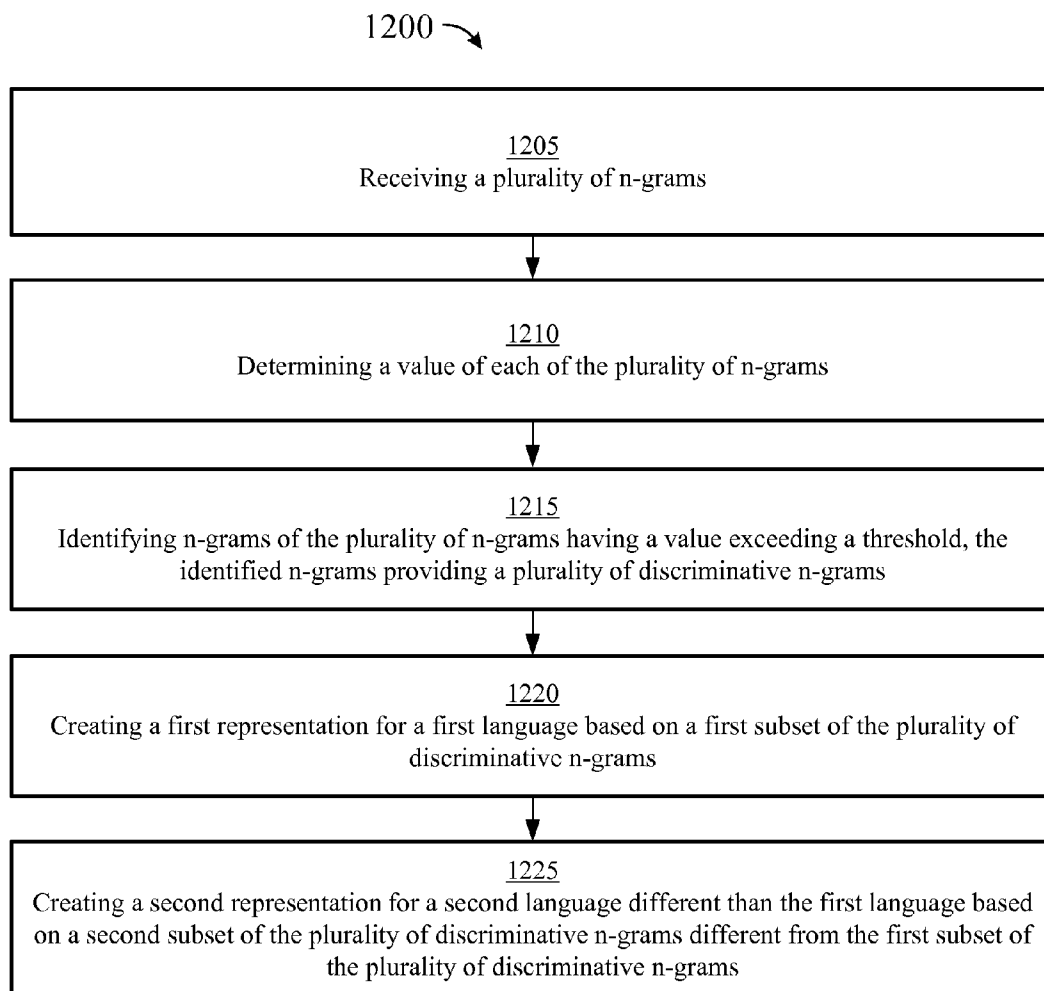 1200
1205
Receiving a plurality of n-grams
1210
Determining a value of each of the plurality of n-grams
1215
Identifying n-grams of the plurality of n-grams having a value exceeding a threshold, the
identified n-grams providing a plurality of discriminative n-grams
1220
Creating a first representation for a first language based on a first subset of the plurality of
discriminative n-grams
1225
Creating a second representation for a second language different than the first language based
on a second subset of the plurality of discriminative n-grams different from the first subset of
the plurality of discriminative n-grams